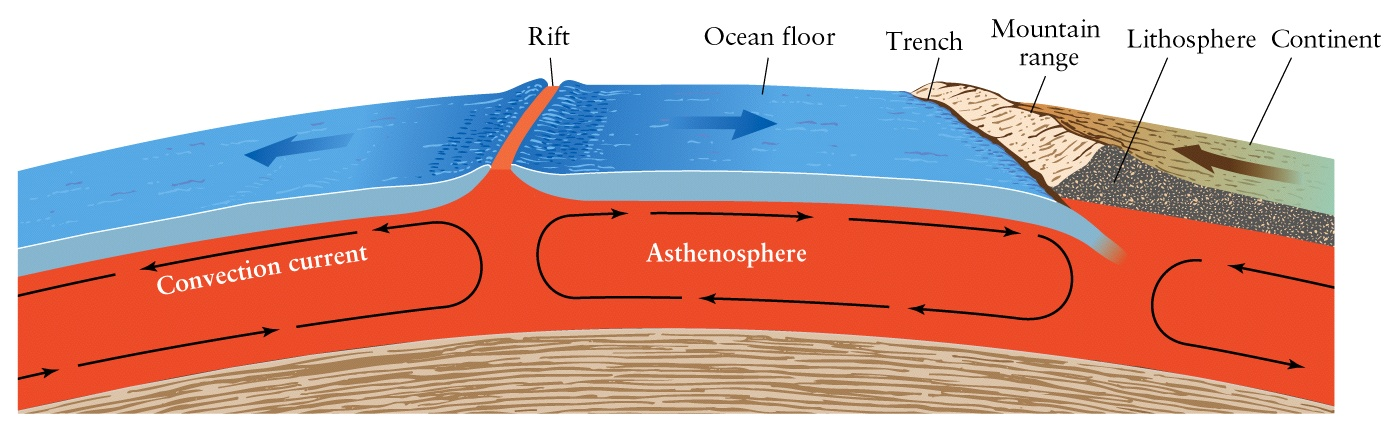 Rift
Ocean floor
Trench
Mountain
range
Lithosphere
Continent
Convection current
Asthenosphere